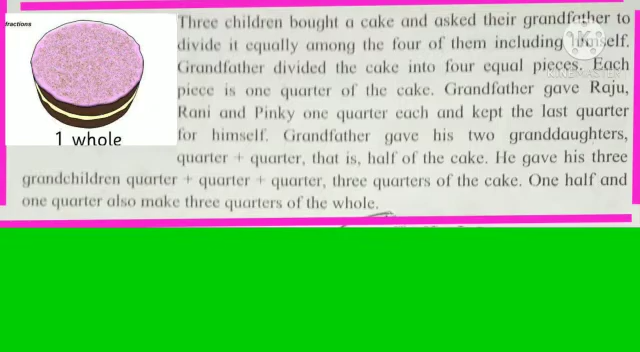 fractions
Three children bought a cake and asked their grandfather to
divide it equally among the four of them including himself.
Grandfather divided the cake into four equal pieces. Each
piece is one quarter of the cake. Grandfather gave Raju,
Rani and Pinky one quarter each and kept the last quarter
for himself. Grandfather gave his two granddaughters,
quarter + quarter, that is, half of the cake. He gave his three
grandchildren quarter + quarter + quarter, three quarters of the cake. One half and
one quarter also make three quarters of the whole.
1 whole
KINEMASTER